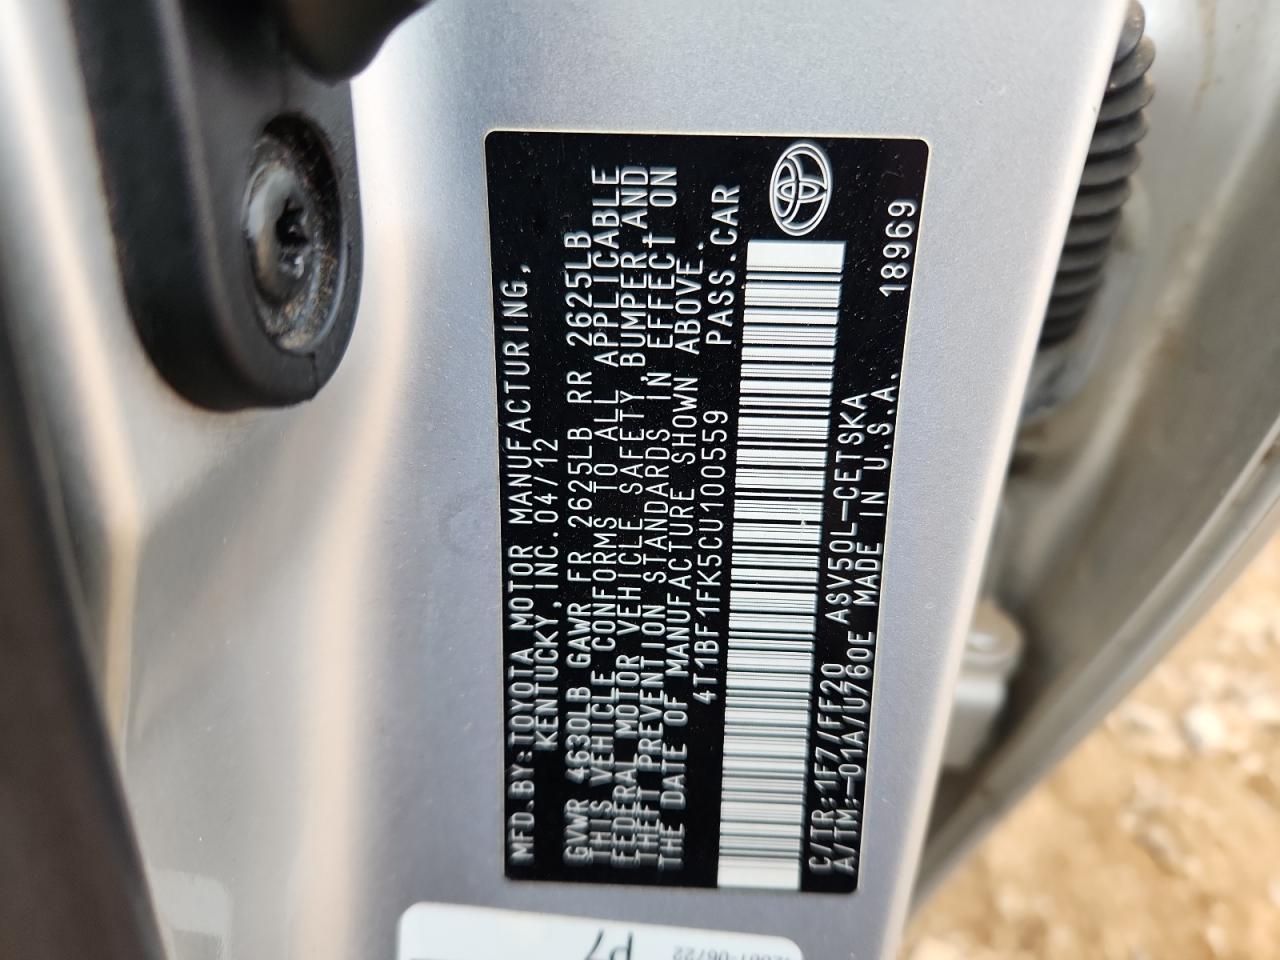 MFD.BY:TOYOTA MOTOR MANUFACTURING,
KENTUCKY,INC.04/12
GVWR 4630LB GAWR FR 2625LB RR 2625LB
THIS VEHICLE CONFORMS TO ALL APPLICABLE
FEDERAL MOTOR VEHICLE SAFETY,BUMPER,AND
THEFT PREVENTION STANDARDS IN EFFECT ON
THE DATE OF MANUFACTURE SHOWN ABOVE.
4T1BF1FK5CU100559 PASS.CAR
C/TR:1F7/FF20 ASV50L-CETSKA
A/TM:-01A/U760E MADE IN U.S.A. 18969
P7